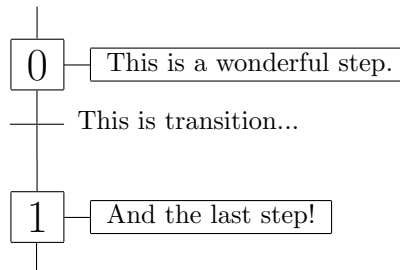 0 This is a wonderful step.
This is transition...
1 And the last step!